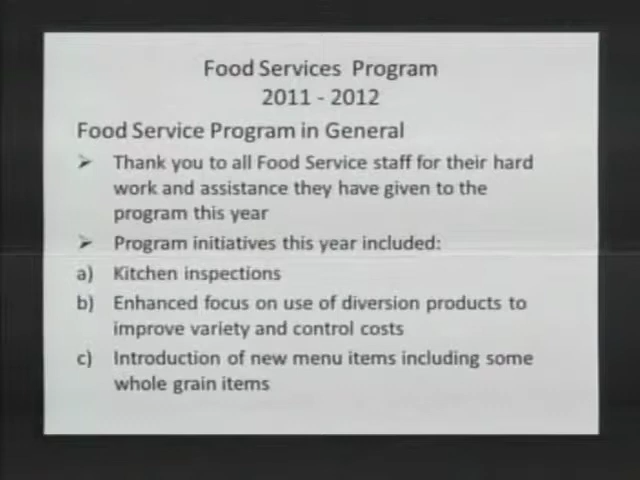 Food Services Program
2011 - 2012
Food Service Program in General
➢ Thank you to all Food Service staff for their hard
work and assistance they have given to the
program this year
➢ Program initiatives this year included:
a) Kitchen inspections
b) Enhanced focus on use of diversion products to
improve variety and control costs
c) Introduction of new menu items including some
whole grain items